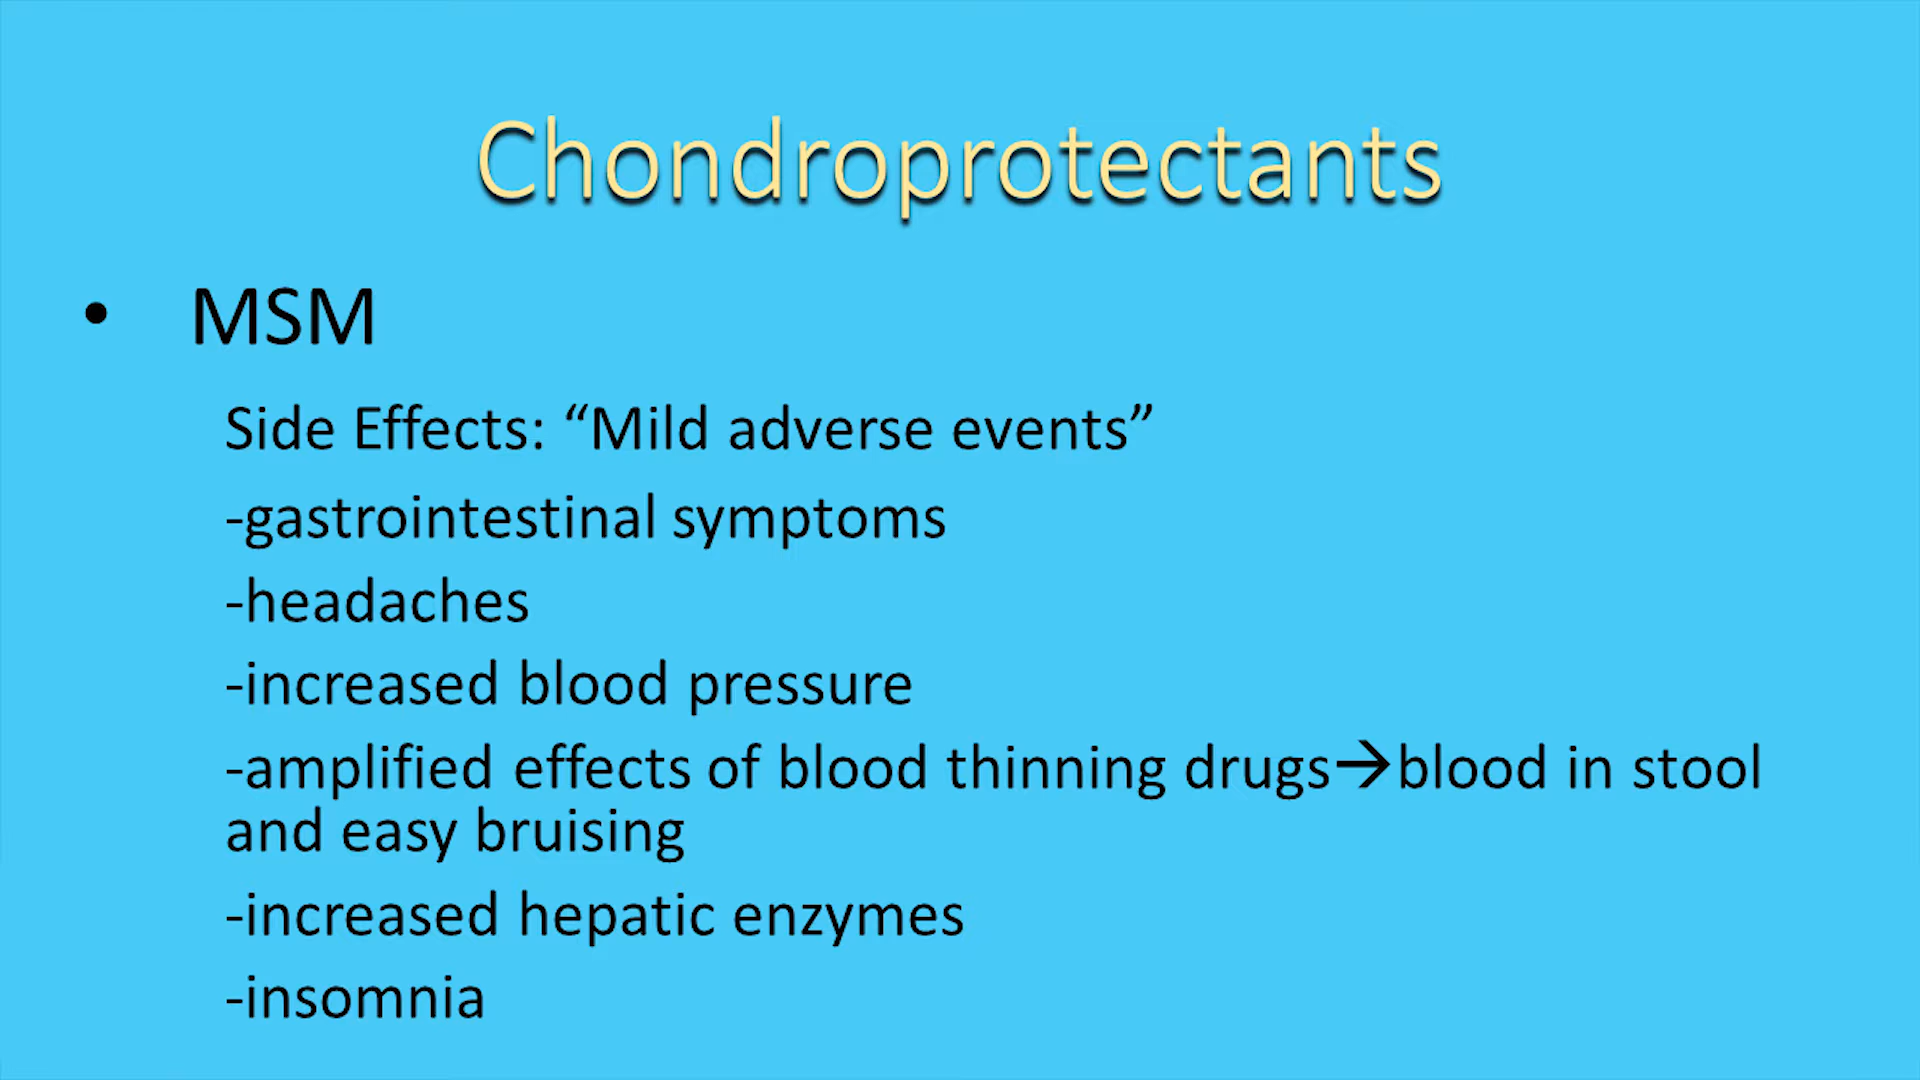 Chondroprotectants
• MSM
Side Effects: “Mild adverse events”
-gastrointestinal symptoms
-headaches
-increased blood pressure
-amplified effects of blood thinning drugs→blood in stool
and easy bruising
-increased hepatic enzymes
-insomnia